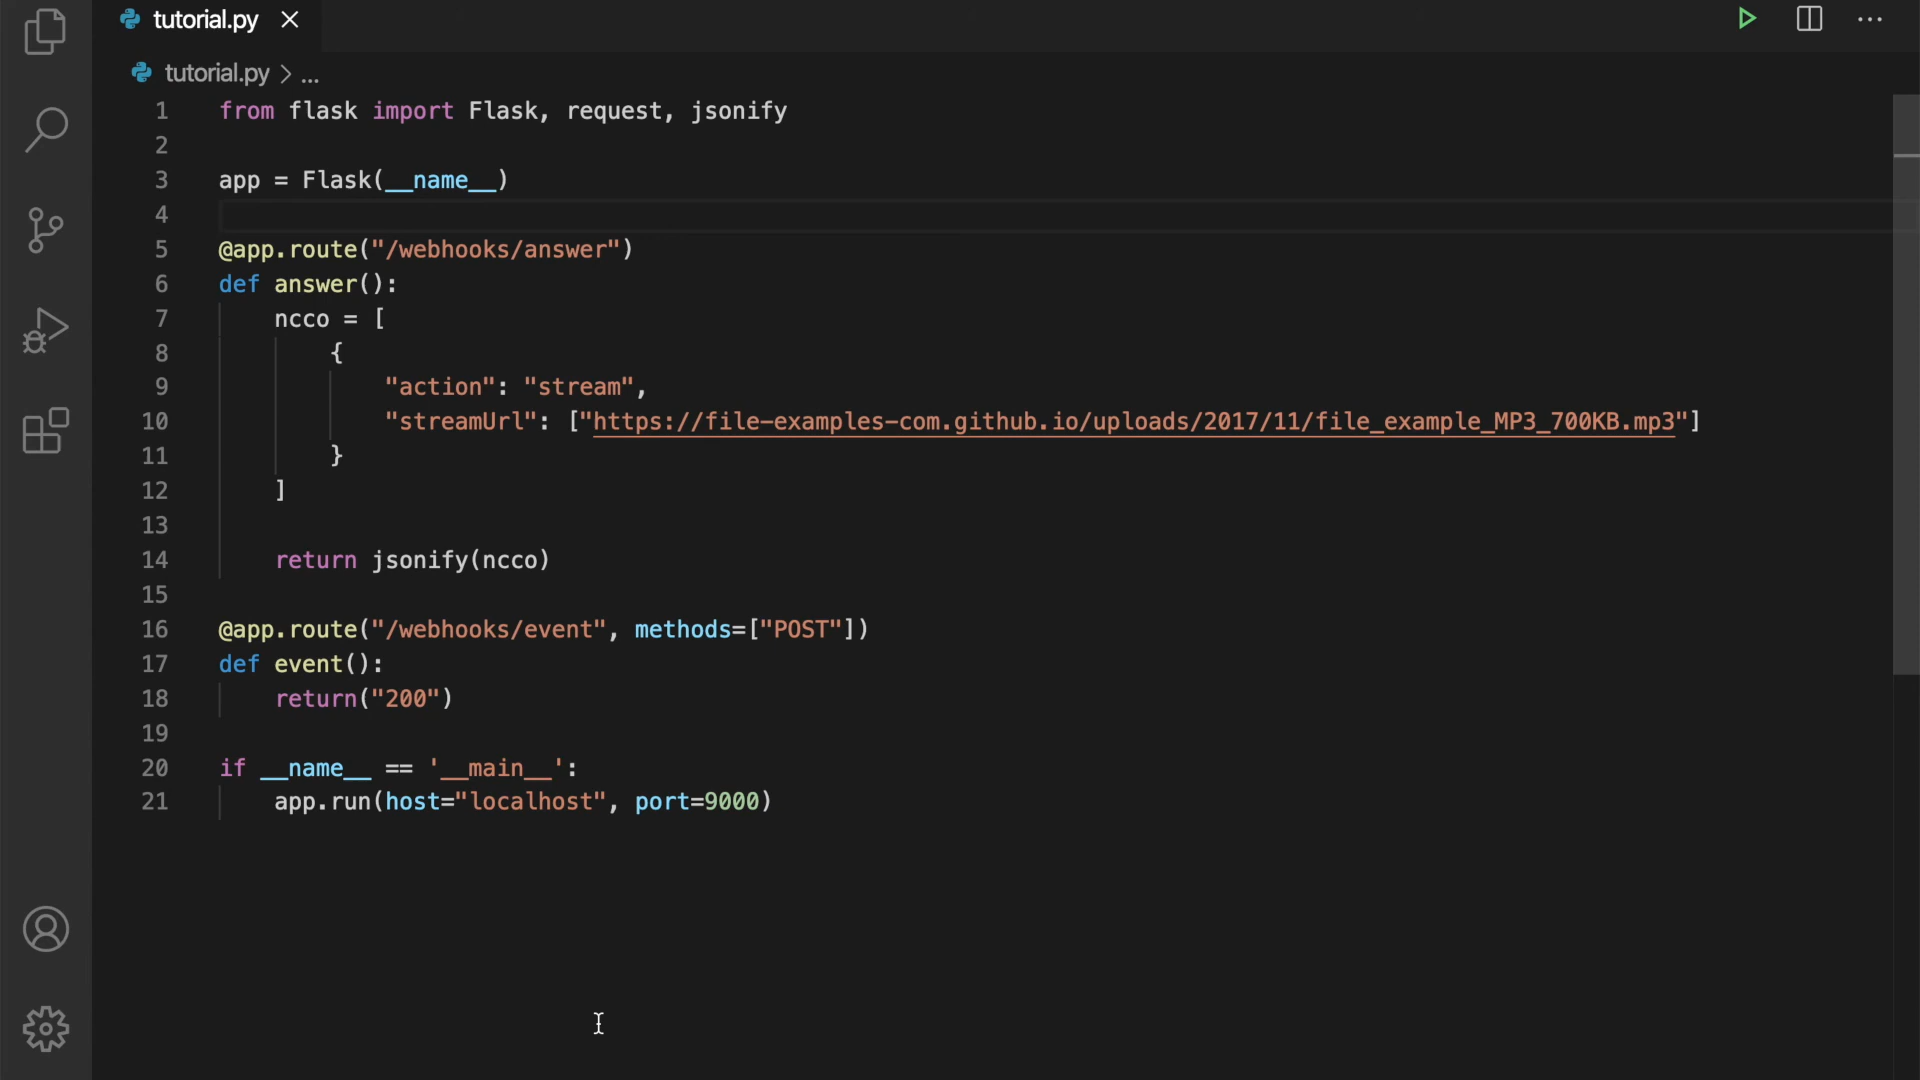 tutorial.py
tutorial.py > ...
1 from flask import Flask, request, jsonify
2
3 app = Flask(__name__)
4
5 @app.route("/webhooks/answer")
6 def answer():
7     ncco = [
8         {
9             "action": "stream",
10             "streamUrl": ["https://file-examples-com.github.io/uploads/2017/11/file_example_MP3_700KB.mp3"]
11         }
12     ]
13
14     return jsonify(ncco)
15
16 @app.route("/webhooks/event", methods=["POST"])
17 def event():
18     return("200")
19
20 if __name__ == '__main__':
21     app.run(host="localhost", port=9000)